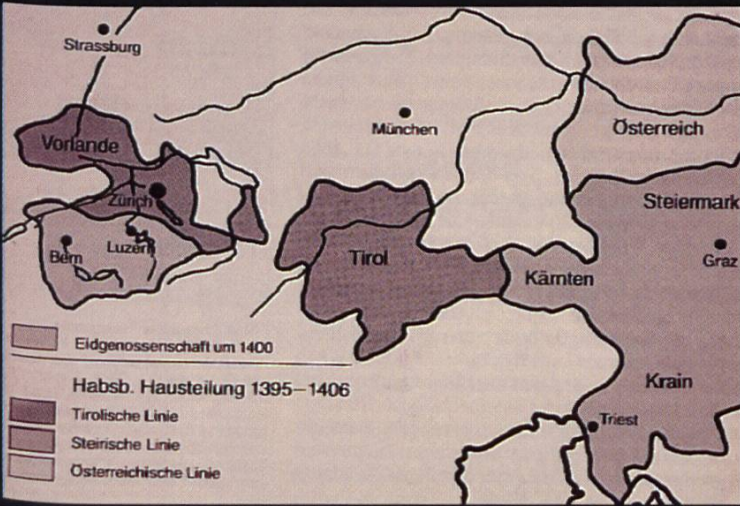 Strassburg
München
Österreich
Vorlande
Zürich
Steiermark
Luzern
Bern
Tirol
Kärnten
Graz
Krain
Triest
Eidgenossenschaft um 1400
Habsb. Hausteilung 1395–1406
Tirolische Linie
Steirische Linie
Österreichische Linie